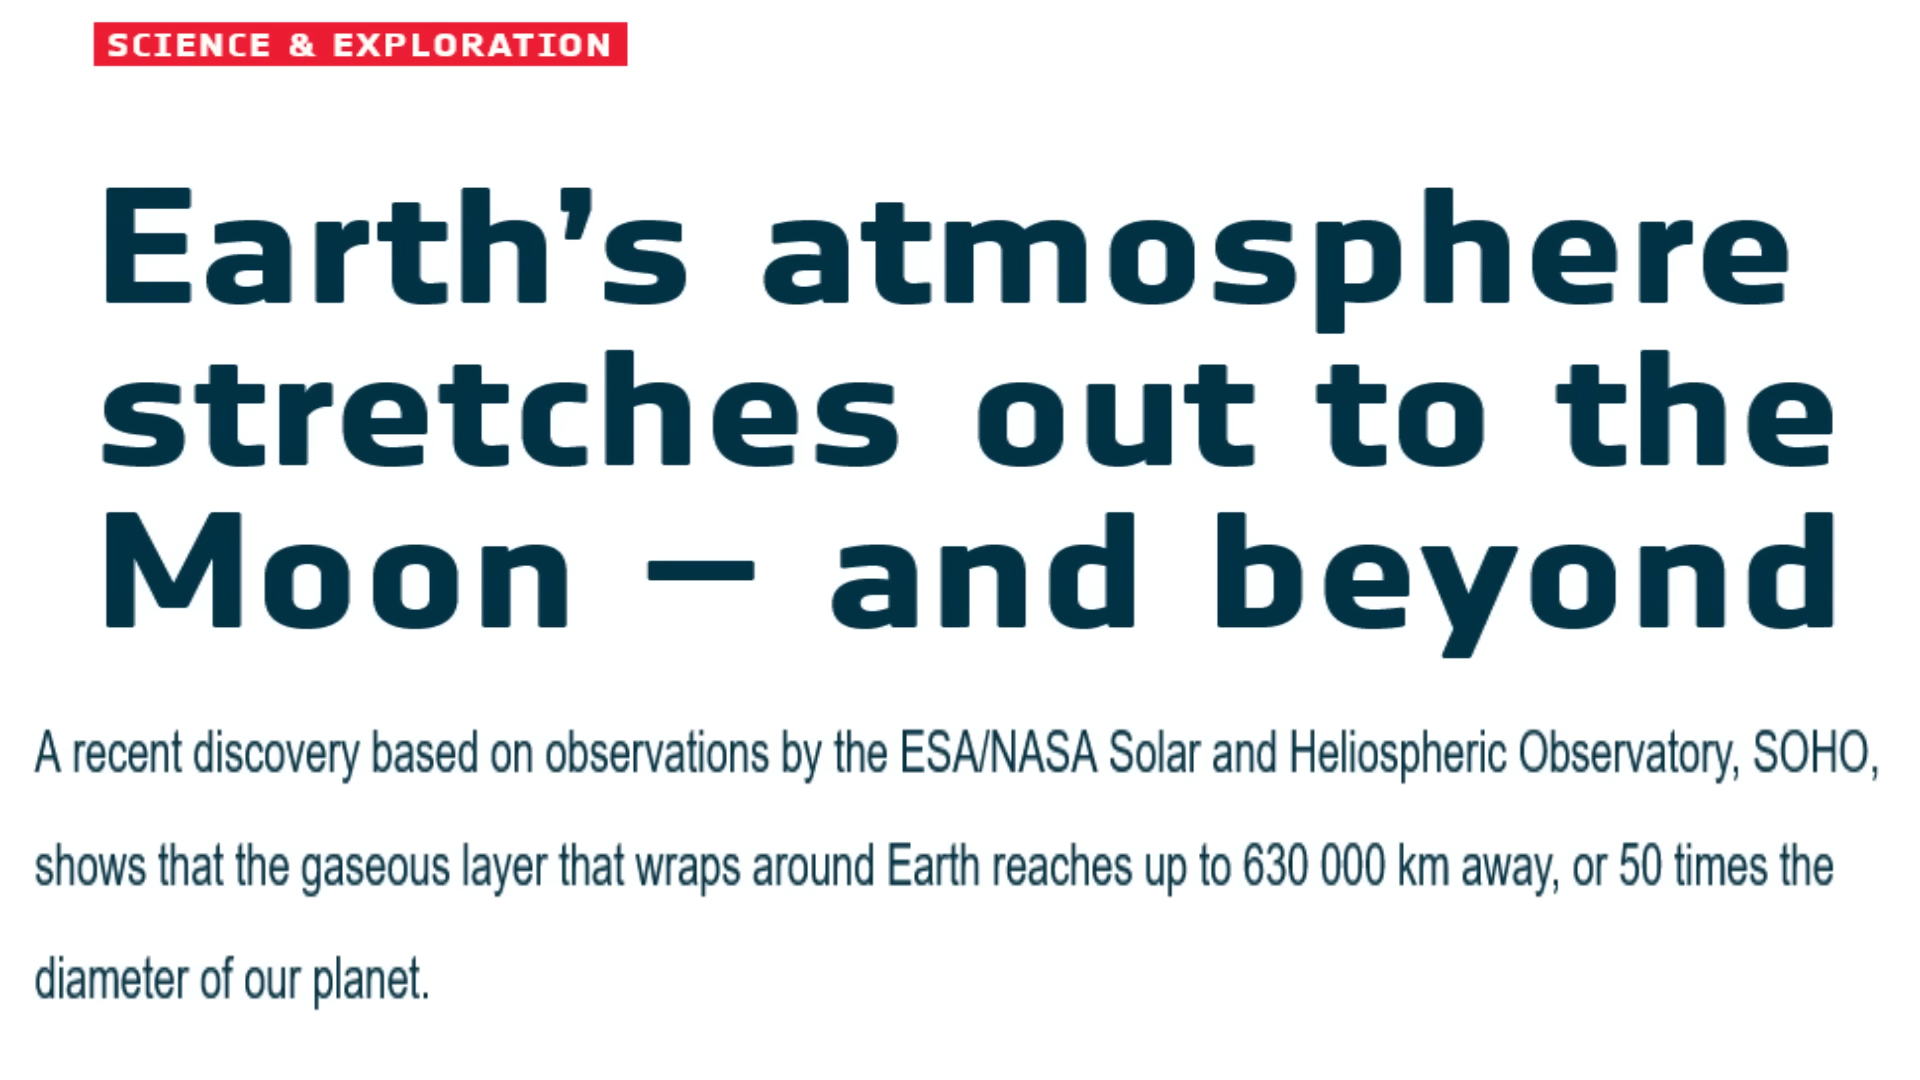 SCIENCE & EXPLORATION
Earth’s atmosphere
stretches out to the
Moon – and beyond
A recent discovery based on observations by the ESA/NASA Solar and Heliospheric Observatory, SOHO,
shows that the gaseous layer that wraps around Earth reaches up to 630 000 km away, or 50 times the
diameter of our planet.